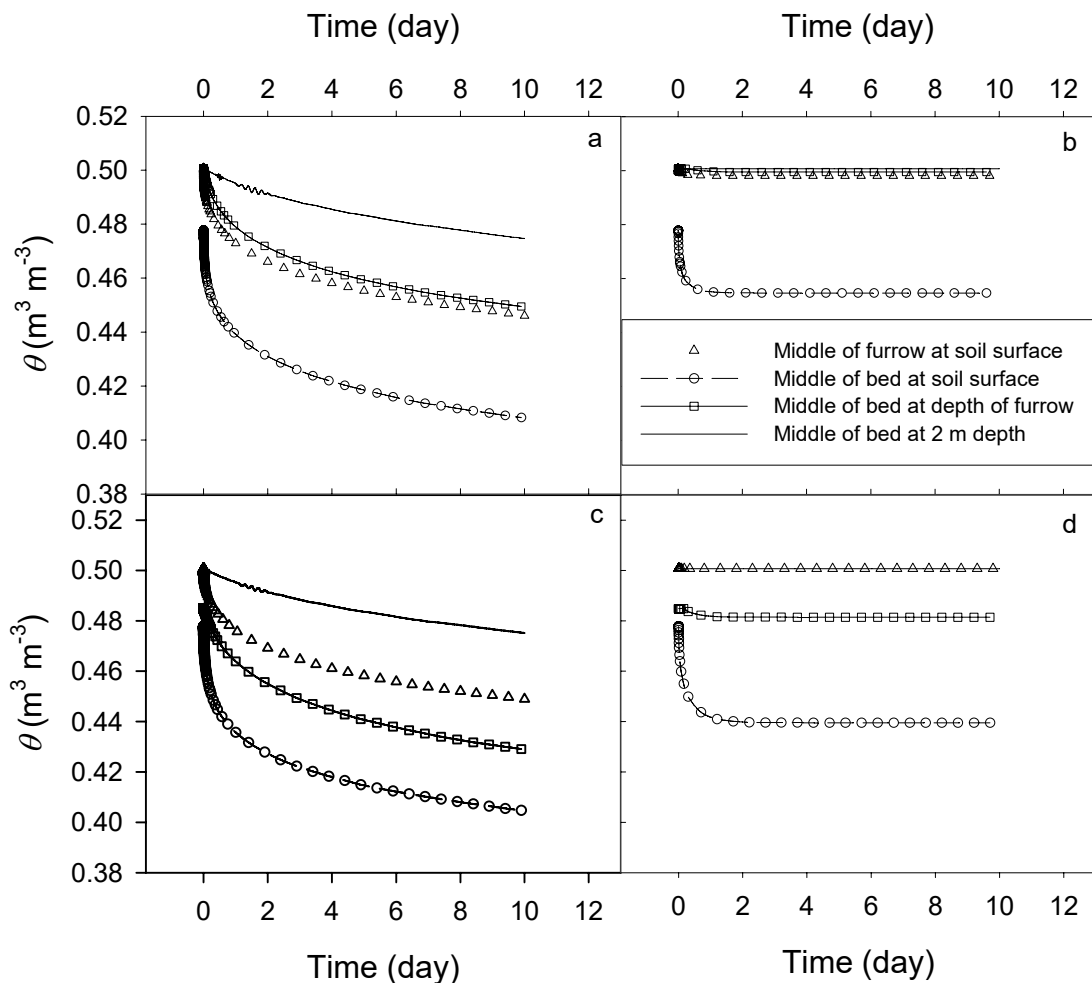 Time (day) Time (day)
0 2 4 6 8 10 12 0 2 4 6 8 10 12
0.52
a b
0.50
0.48
0.46
0.44
0.42
0.40
0.38
θ (m³ m⁻³)
Middle of furrow at soil surface
Middle of bed at soil surface
Middle of bed at depth of furrow
Middle of bed at 2 m depth
c d
0.52
0.50
0.48
0.46
0.44
0.42
0.40
0.38
θ (m³ m⁻³)
0 2 4 6 8 10 12 0 2 4 6 8 10 12
Time (day) Time (day)